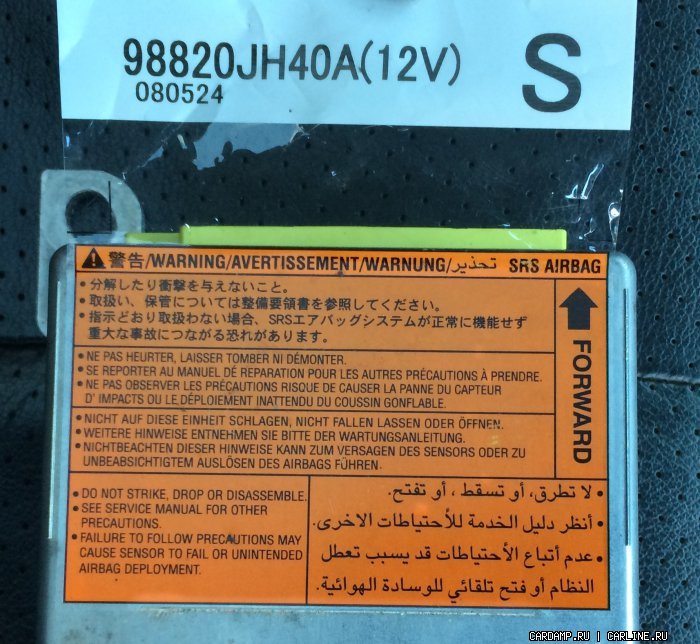 98820JH40A(12V)
080524
S
警告/WARNING/AVERTISSEMENT/WARNUNG/تحذير SRS AIRBAG
・分解したり衝撃を与えないこと。
・取扱い、保管については整備要領書を参照してください。
・指示どおり取扱わない場合、SRSエアバッグシステムが正常に機能せず
重大な事故につながる恐れがあります。
• NE PAS HEURTER, LAISSER TOMBER NI DÉMONTER.
• SE REPORTER AU MANUEL DE RÉPARATION POUR LES AUTRES PRÉCAUTIONS À PRENDRE.
• NE PAS OBSERVER LES PRÉCAUTIONS RISQUE DE CAUSER LA PANNE DU CAPTEUR
D' IMPACTS OU LE DÉPLOIEMENT INATTENDU DU COUSSIN GONFLABLE.
• NICHT AUF DIESE EINHEIT SCHLAGEN, NICHT FALLEN LASSEN ODER ÖFFNEN.
• WEITERE HINWEISE ENTNEHMEN SIE BITTE DER WARTUNGSANLEITUNG.
• NICHTBEACHTEN DIESER HINWEISE KANN ZUM VERSAGEN DES SENSORS ODER ZU
UNBEABSICHTIGTEM AUSLÖSEN DES AIRBAGS FÜHREN.
FORWARD
• DO NOT STRIKE, DROP OR DISASSEMBLE.
• SEE SERVICE MANUAL FOR OTHER
PRECAUTIONS.
• FAILURE TO FOLLOW PRECAUTIONS MAY
CAUSE SENSOR TO FAIL OR UNINTENDED
AIRBAG DEPLOYMENT.
• لا تطرق، أو تسقط ، أو تفتح.
• أنظر دليل الخدمة للأحتياطات الاخرى.
• عدم أتباع الأحتياطات قد يسبب تعطل
النظام أو فتح تلقائي للوسادة الهوائية.
CARDAMP.RU | CARLINE.RU